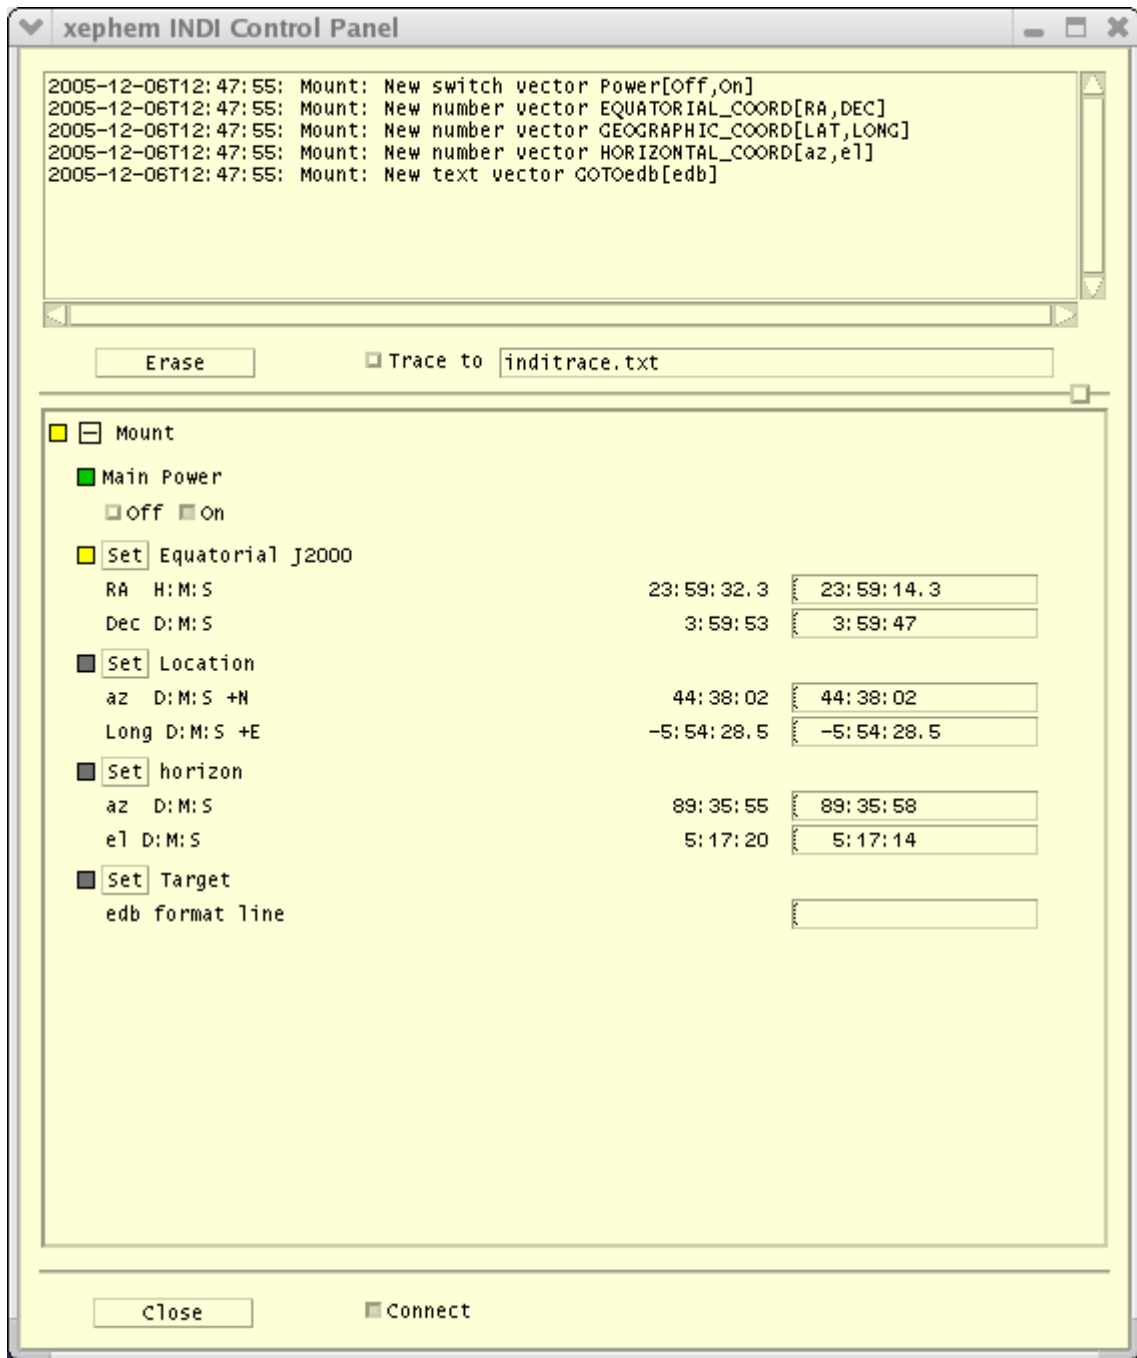 xephem INDI Control Panel
2005-12-06T12:47:55: Mount: New switch vector Power[Off,On]
2005-12-06T12:47:55: Mount: New number vector EQUATORIAL_COORD[RA,DEC]
2005-12-06T12:47:55: Mount: New number vector GEOGRAPHIC_COORD[LAT,LONG]
2005-12-06T12:47:55: Mount: New number vector HORIZONTAL_COORD[az,el]
2005-12-06T12:47:55: Mount: New text vector GOTOedb[edb]
Erase Trace to inditrace.txt
Mount
Main Power
Off On
Set Equatorial J2000
RA H:M:S 23:59:32.3 23:59:14.3
Dec D:M:S 3:59:53 3:59:47
Set Location
az D:M:S +N 44:38:02 44:38:02
Long D:M:S +E -5:54:28.5 -5:54:28.5
Set horizon
az D:M:S 89:35:55 89:35:58
el D:M:S 5:17:20 5:17:14
Set Target
edb format line
Close Connect